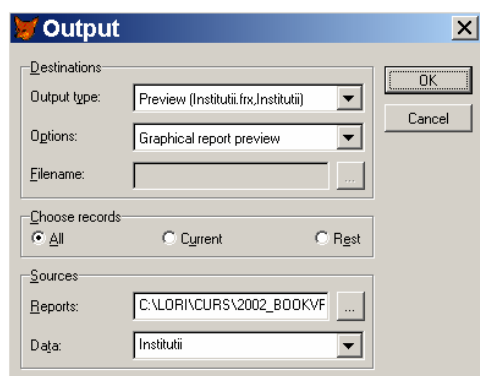 Output
Destinations
OK
Output type: Preview (Institutii.frx,Institutii)
Cancel
Options: Graphical report preview
Filename: ...
Choose records
All Current Rest
Sources
Reports: C:\LORI\CURS\2002_BOOKVF ...
Data: Institutii